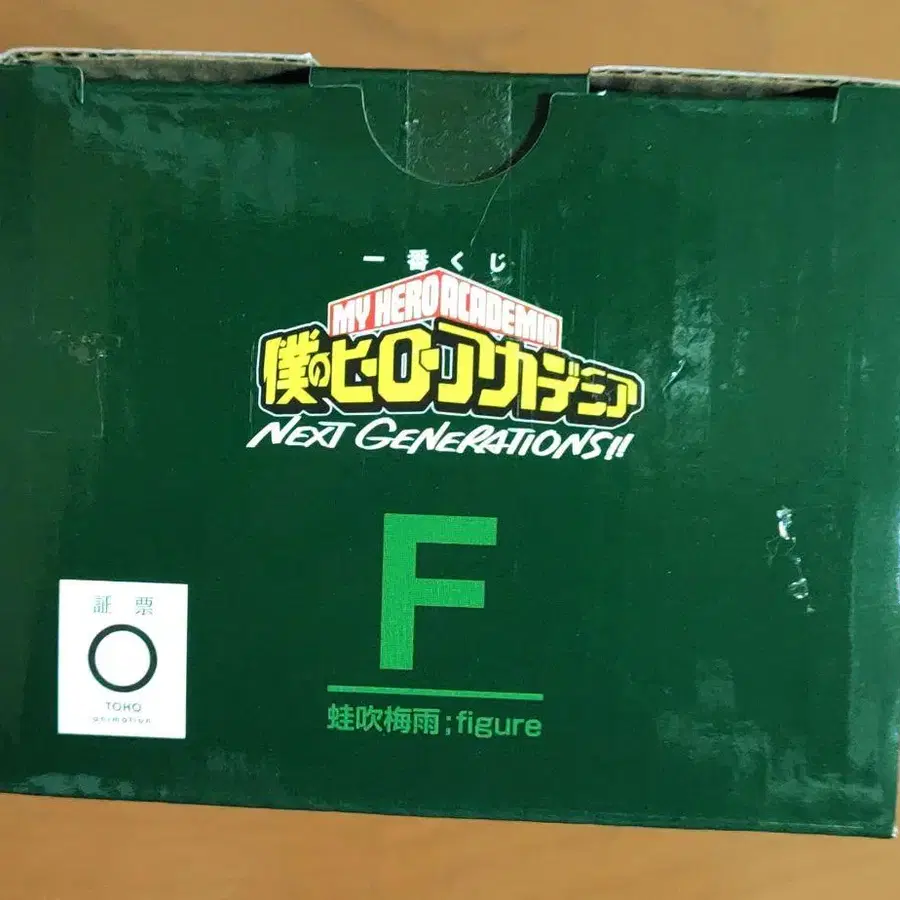 一番くじ
MY HERO ACADEMIA
僕のヒーローアカデミア
NEXT GENERATIONS!!
F
蛙吹梅雨;figure
証票
TOHO
animation